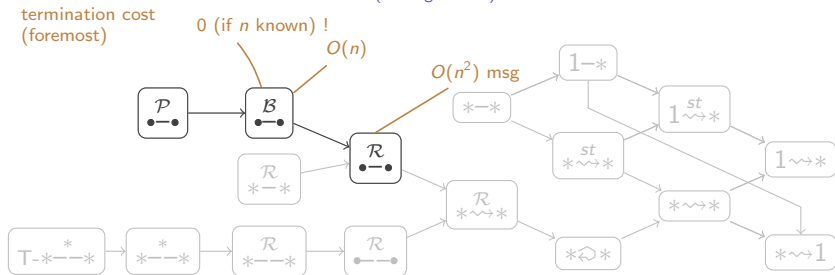 termination cost
(foremost)
0 (if n known) !
O(n)
O(n²) msg
1−∗
∗−∗
P
•−•
B
•−•
st
1⇝∗
R
•−•
st
∗⇝∗
1⇝∗
R
∗−∗
R
∗⇝∗
∗⇝∗
∗
T-∗−−∗
∗
∗−−∗
R
∗−−∗
R
•−−•
∗⇝1